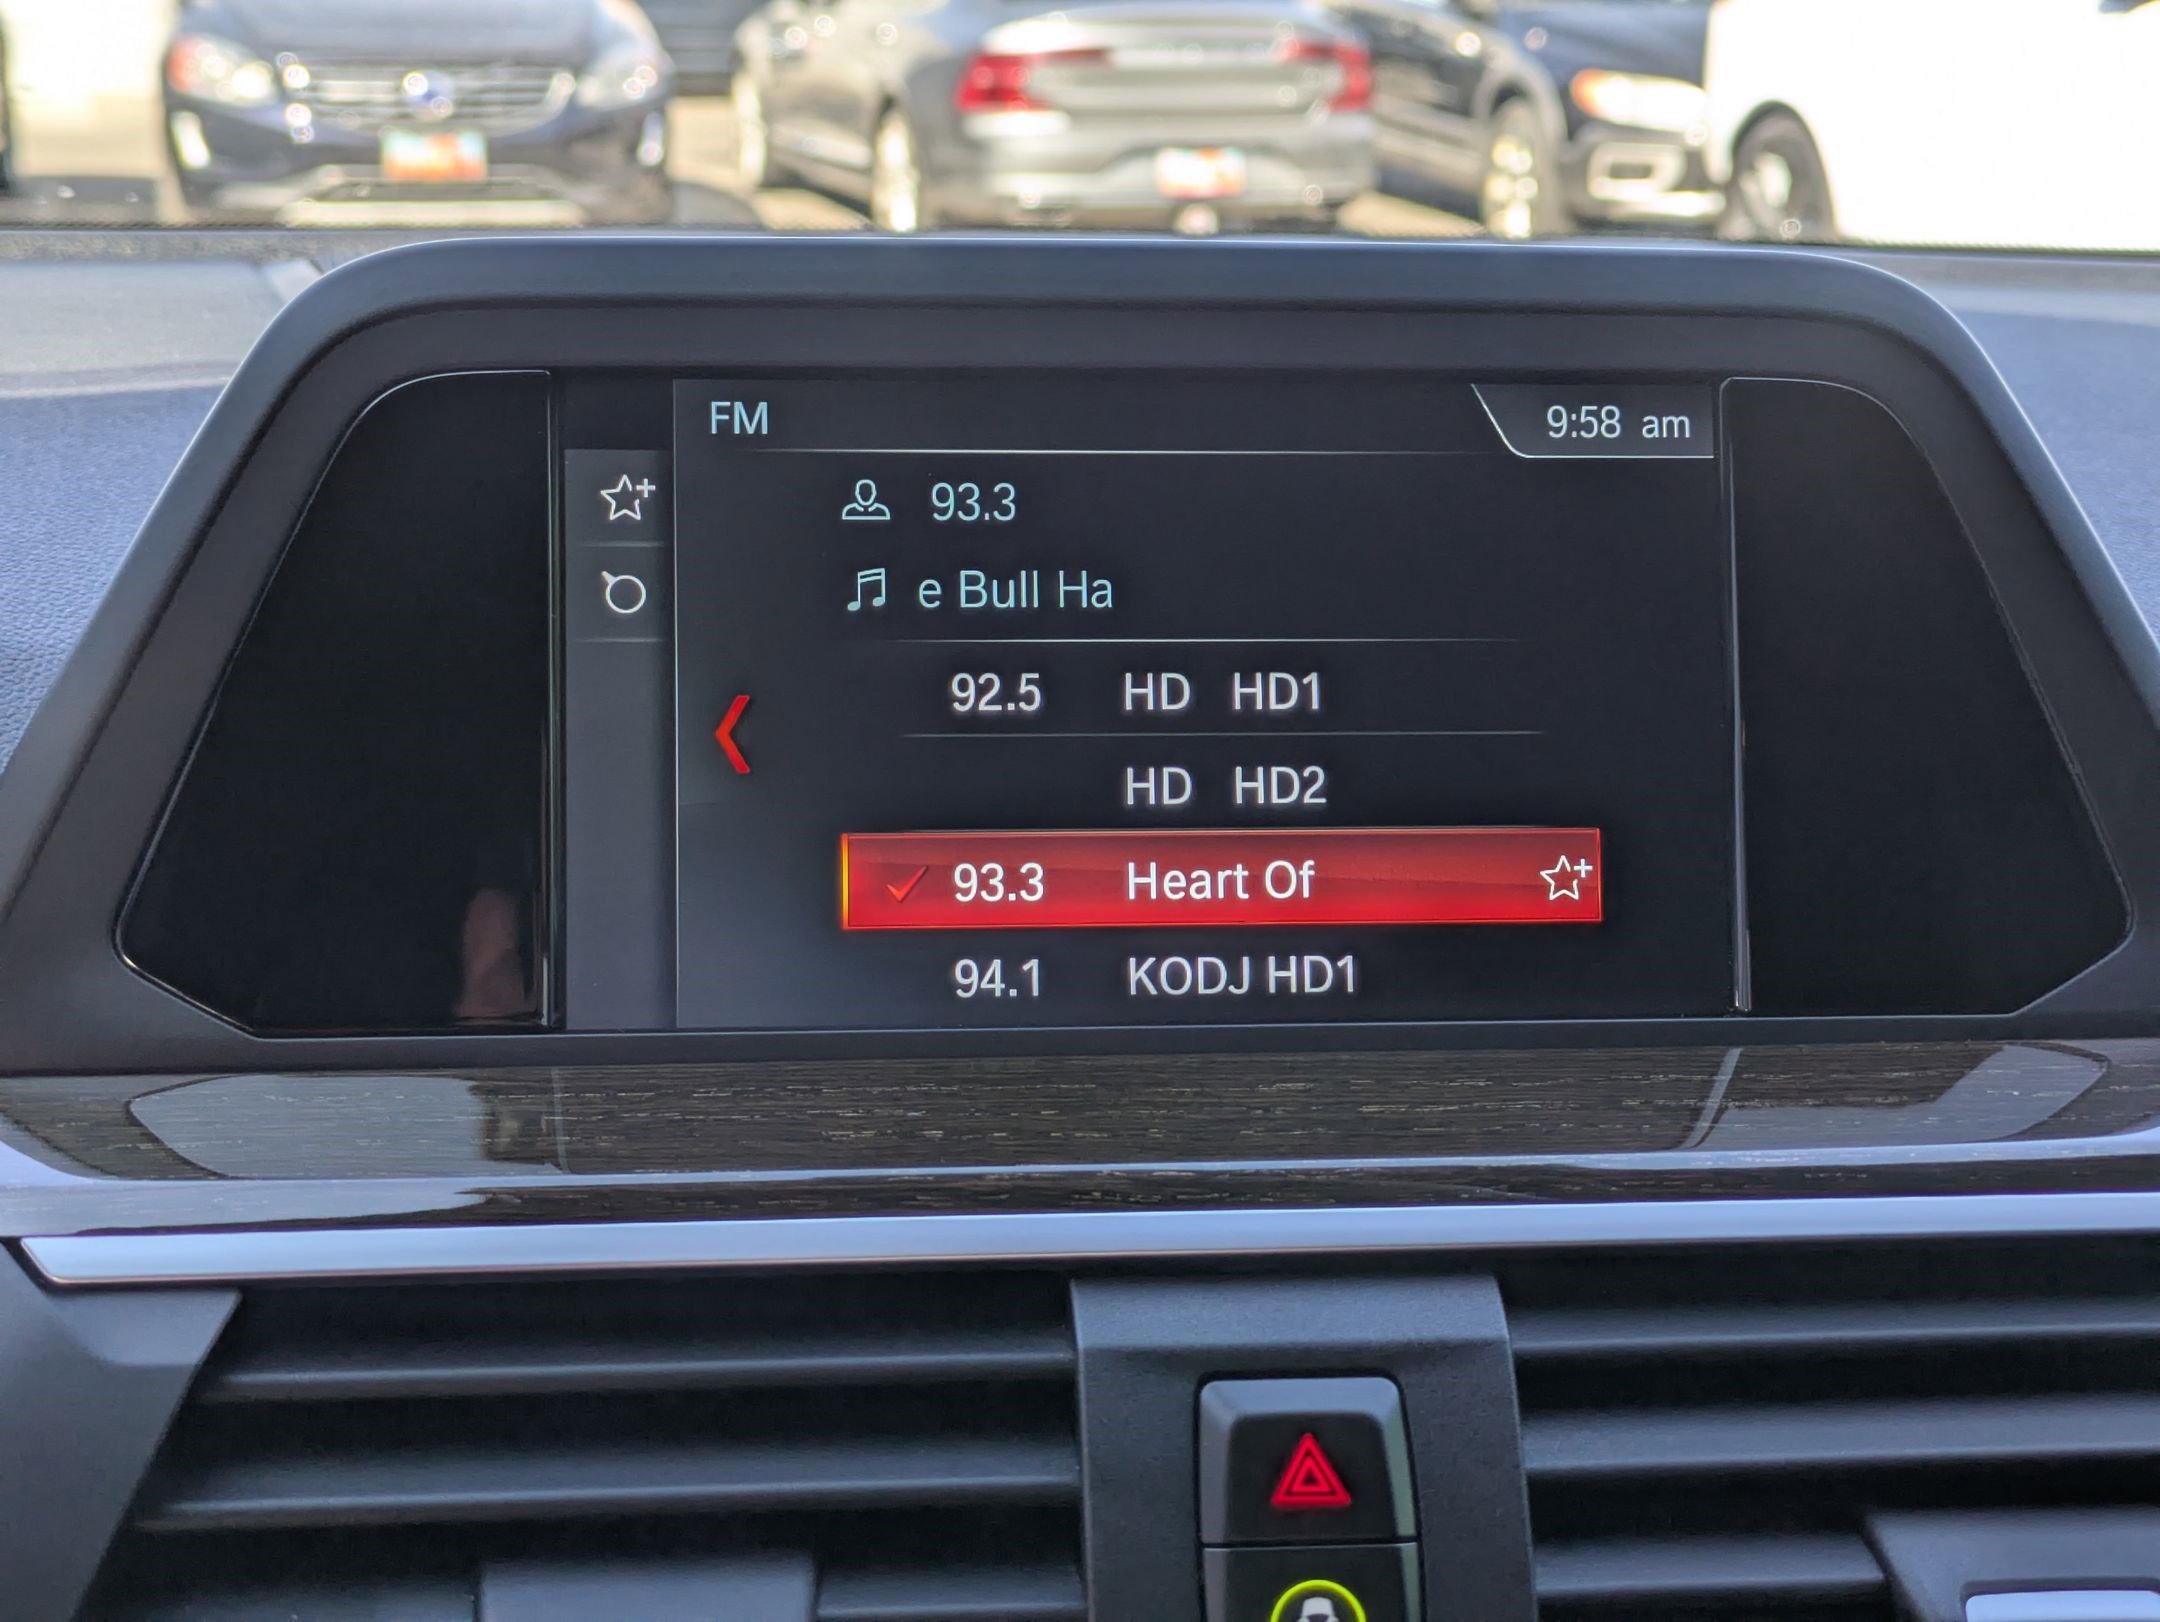 FM
9:58 am
93.3
e Bull Ha
92.5 HD HD1
HD HD2
93.3 Heart Of
94.1 KODJ HD1